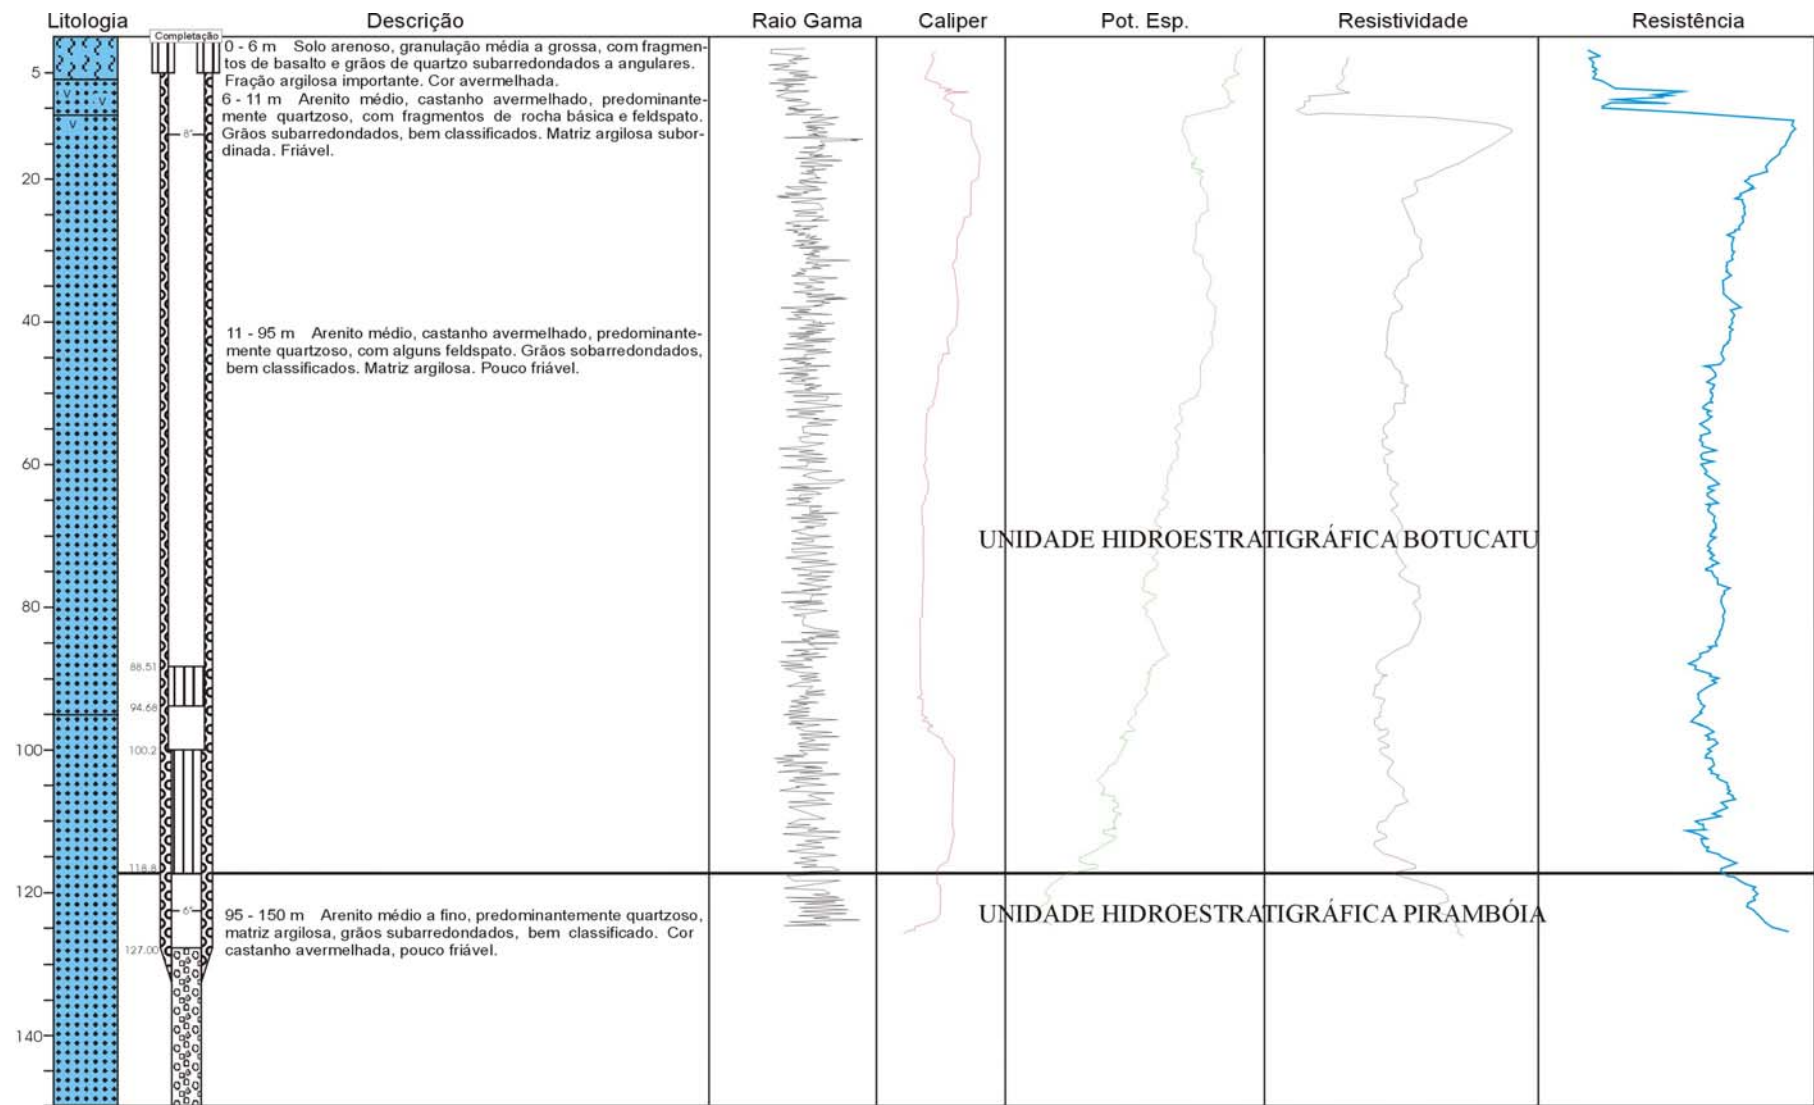 Litologia Descrição Raio Gama Caliper Pot. Esp. Resistividade Resistência
Completação
0 - 6 m Solo arenoso, granulação média a grossa, com fragmen-
tos de basalto e grãos de quartzo subarredondados a angulares.
Fração argilosa importante. Cor avermelhada.
5
6 - 11 m Arenito médio, castanho avermelhado, predominante-
mente quartzoso, com fragmentos de rocha básica e feldspato.
Grãos subarredondados, bem classificados. Matriz argilosa subor-
dinada. Friável.
V
V
V
8"
20
40
11 - 95 m Arenito médio, castanho avermelhado, predominante-
mente quartzoso, com alguns feldspato. Grãos sobarredondados,
bem classificados. Matriz argilosa. Pouco friável.
60
UNIDADE HIDROESTRATIGRÁFICA BOTUCATU
80
88.51
94.68
100
100.2
118.8
120
6"
95 - 150 m Arenito médio a fino, predominantemente quartzoso,
matriz argilosa, grãos subarredondados, bem classificado. Cor
castanho avermelhada, pouco friável.
UNIDADE HIDROESTRATIGRÁFICA PIRAMBÓIA
127.00
140